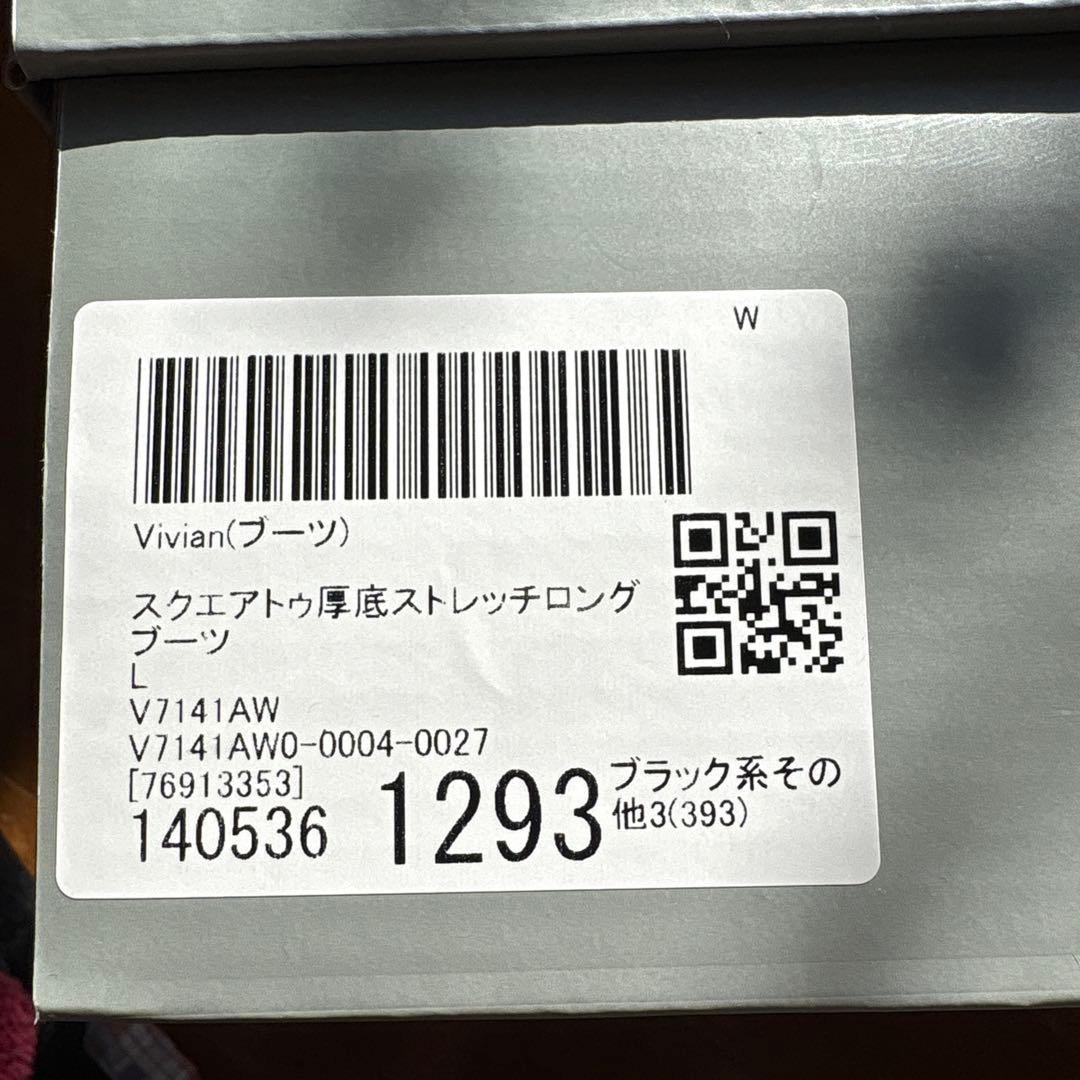 W
Vivian(ブーツ)
スクエアトゥ厚底ストレッチロング
ブーツ
L
V7141AW
V7141AW0-0004-0027
[76913353]
140536 1293 ブラック系その
他3(393)